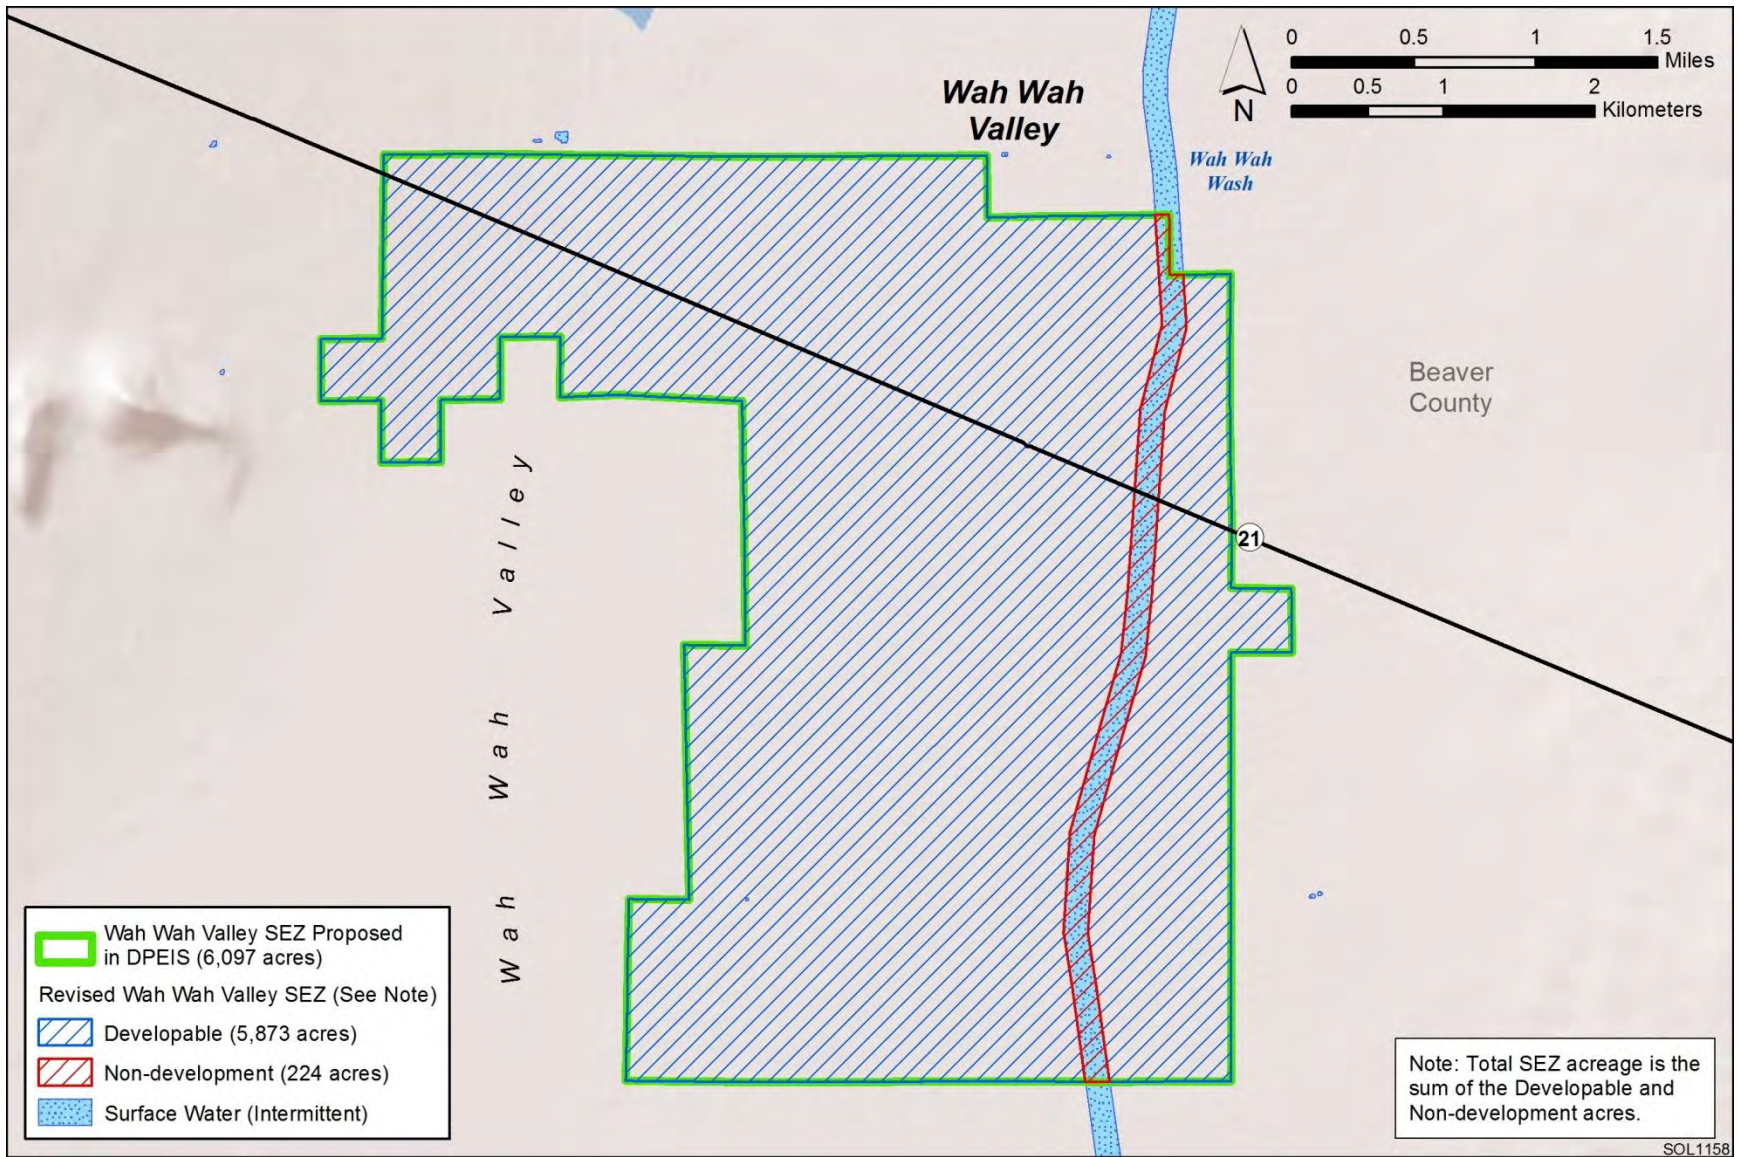 0 0.5 1 1.5
Miles
0 0.5 1 2
Kilometers
N
Wah Wah
Valley
Wah Wah
Wash
Beaver
County
21
Wah Wah Valley
Wah Wah Valley SEZ Proposed
in DPEIS (6,097 acres)
Revised Wah Wah Valley SEZ (See Note)
Developable (5,873 acres)
Non-development (224 acres)
Surface Water (Intermittent)
Note: Total SEZ acreage is the
sum of the Developable and
Non-development acres.
SOL1158